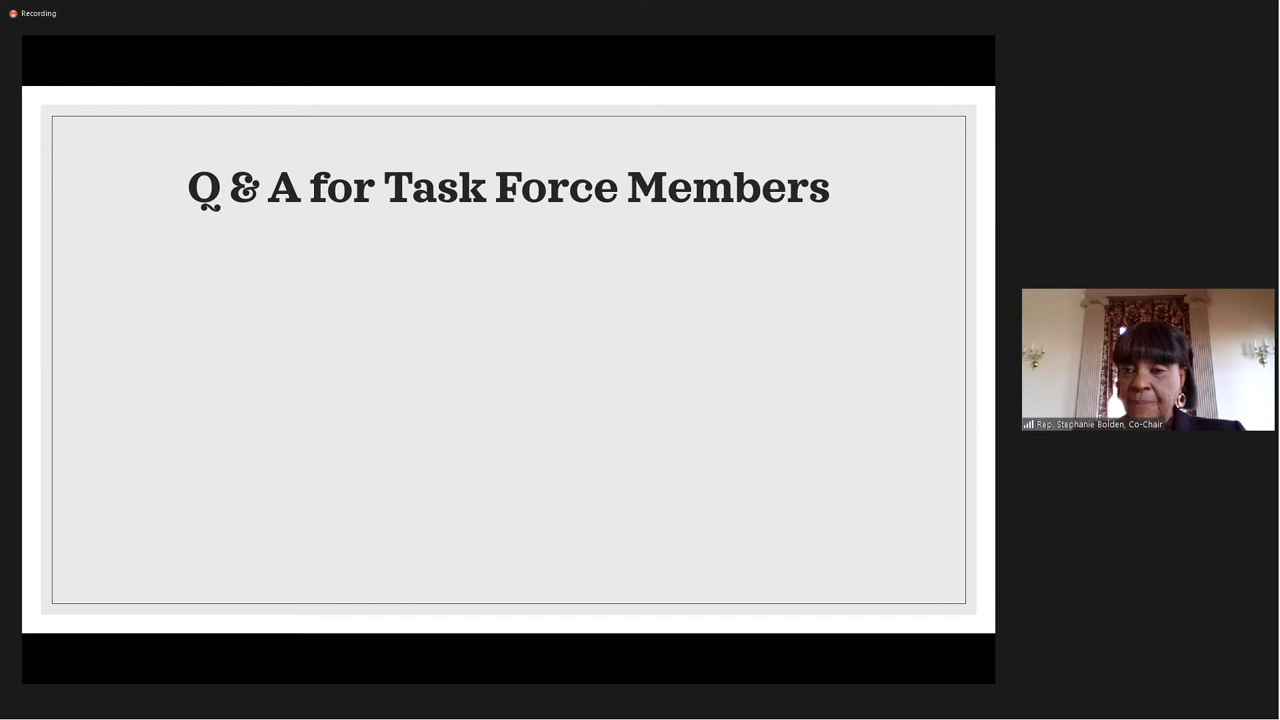 Recording
Q & A for Task Force Members
Rep. Stephanie Bolden, Co-Chair